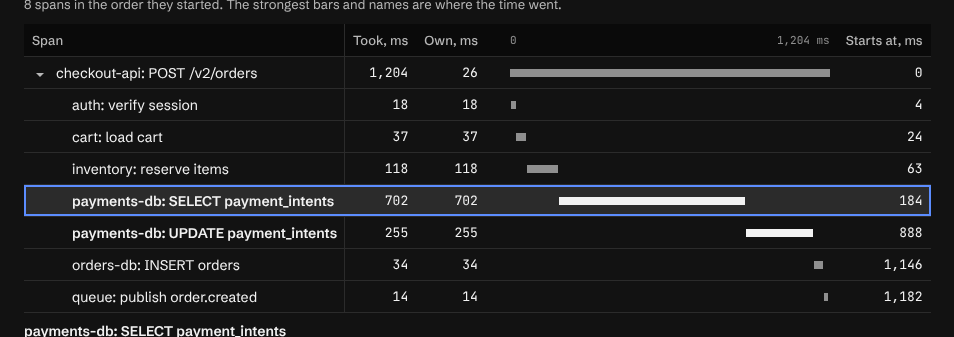 8 spans in the order they started. The strongest bars and names are where the time went.
Span Took, ms Own, ms 0 1,204 ms Starts at, ms
checkout-api: POST /v2/orders 1,204 26 0
auth: verify session 18 18 4
cart: load cart 37 37 24
inventory: reserve items 118 118 63
payments-db: SELECT payment_intents 702 702 184
payments-db: UPDATE payment_intents 255 255 888
orders-db: INSERT orders 34 34 1,146
queue: publish order.created 14 14 1,182
payments-db: SELECT payment_intents